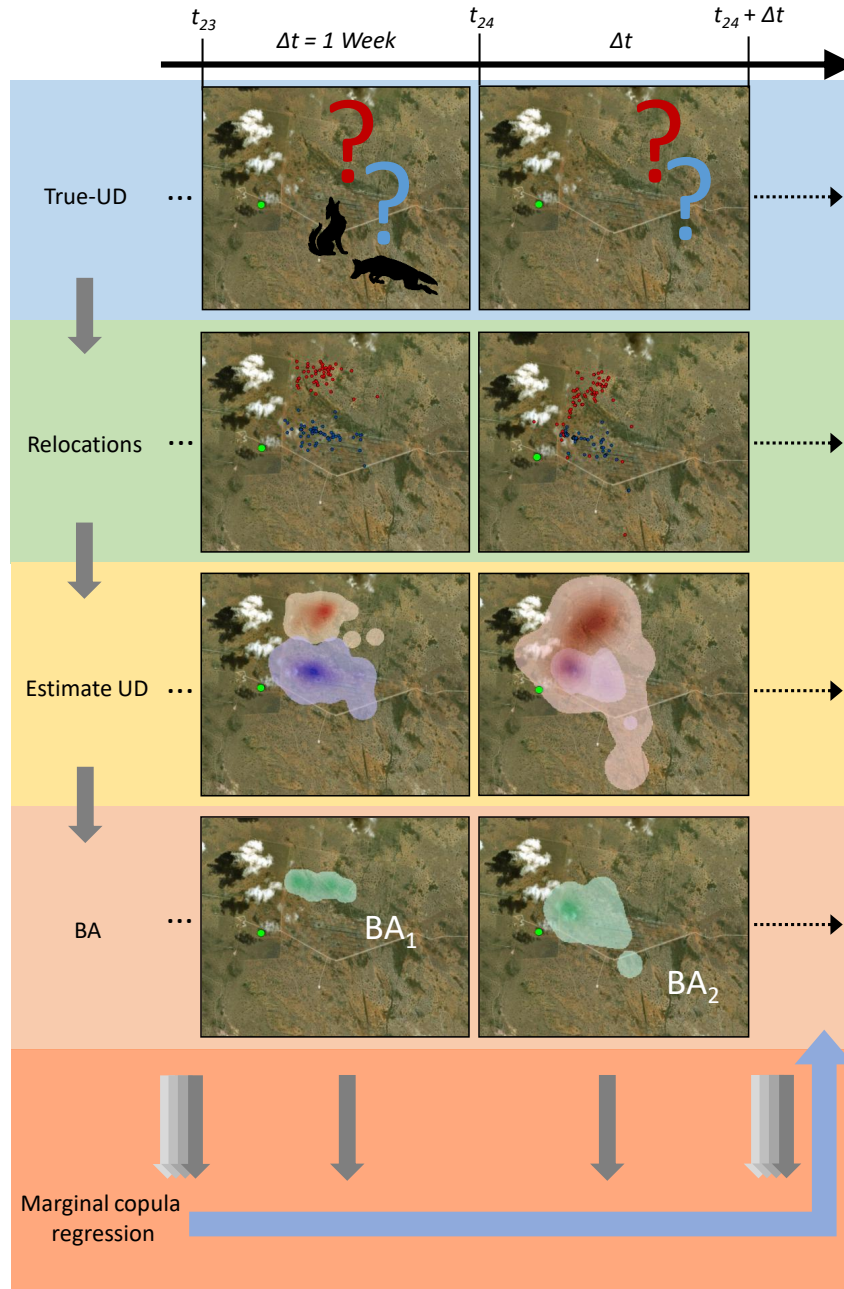 t₂₃
Δt = 1 Week
t₂₄
Δt
t₂₄ + Δt
True-UD
...
? ?
? ?
Relocations
...
Estimate UD
...
BA
...
BA₁
BA₂
Marginal copula
regression